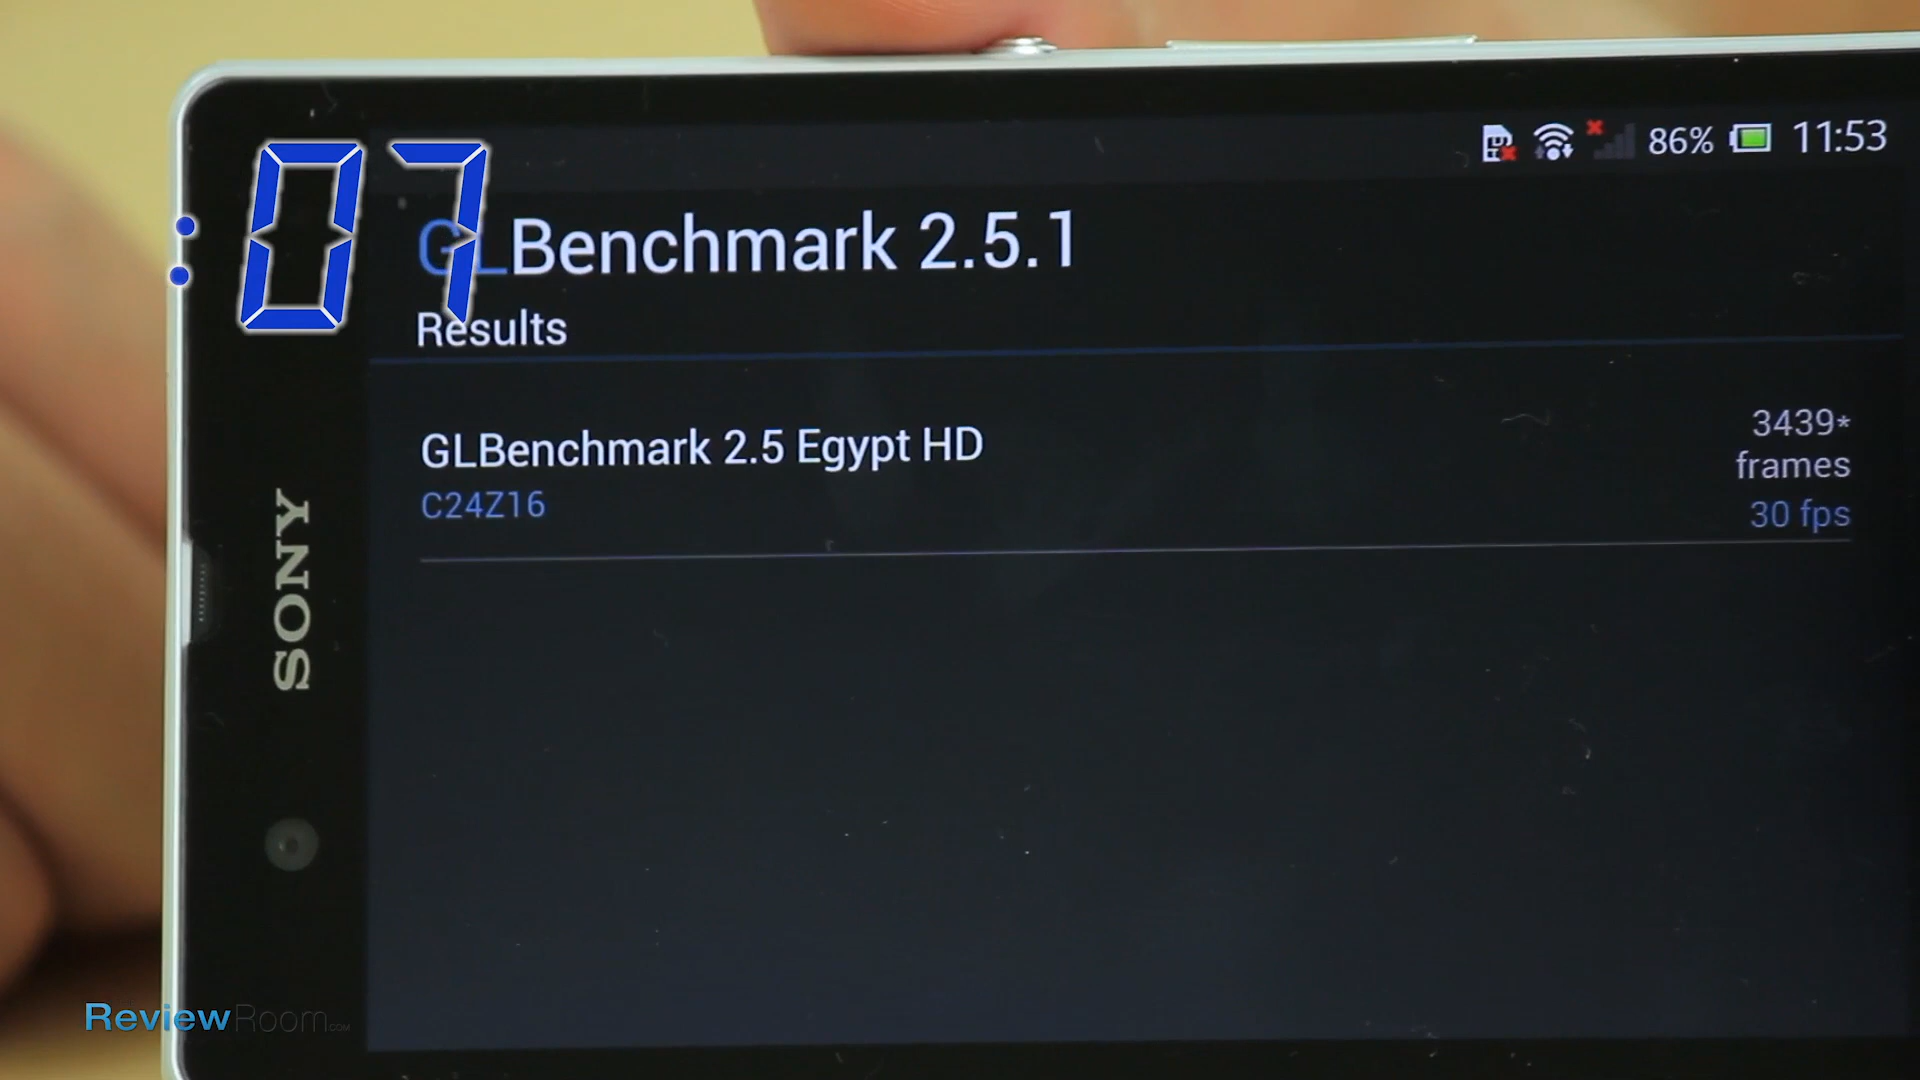 86% 11:53
:07
GLBenchmark 2.5.1
Results
GLBenchmark 2.5 Egypt HD
C24Z16
3439*
frames
30 fps
SONY
ReviewRoom.COM